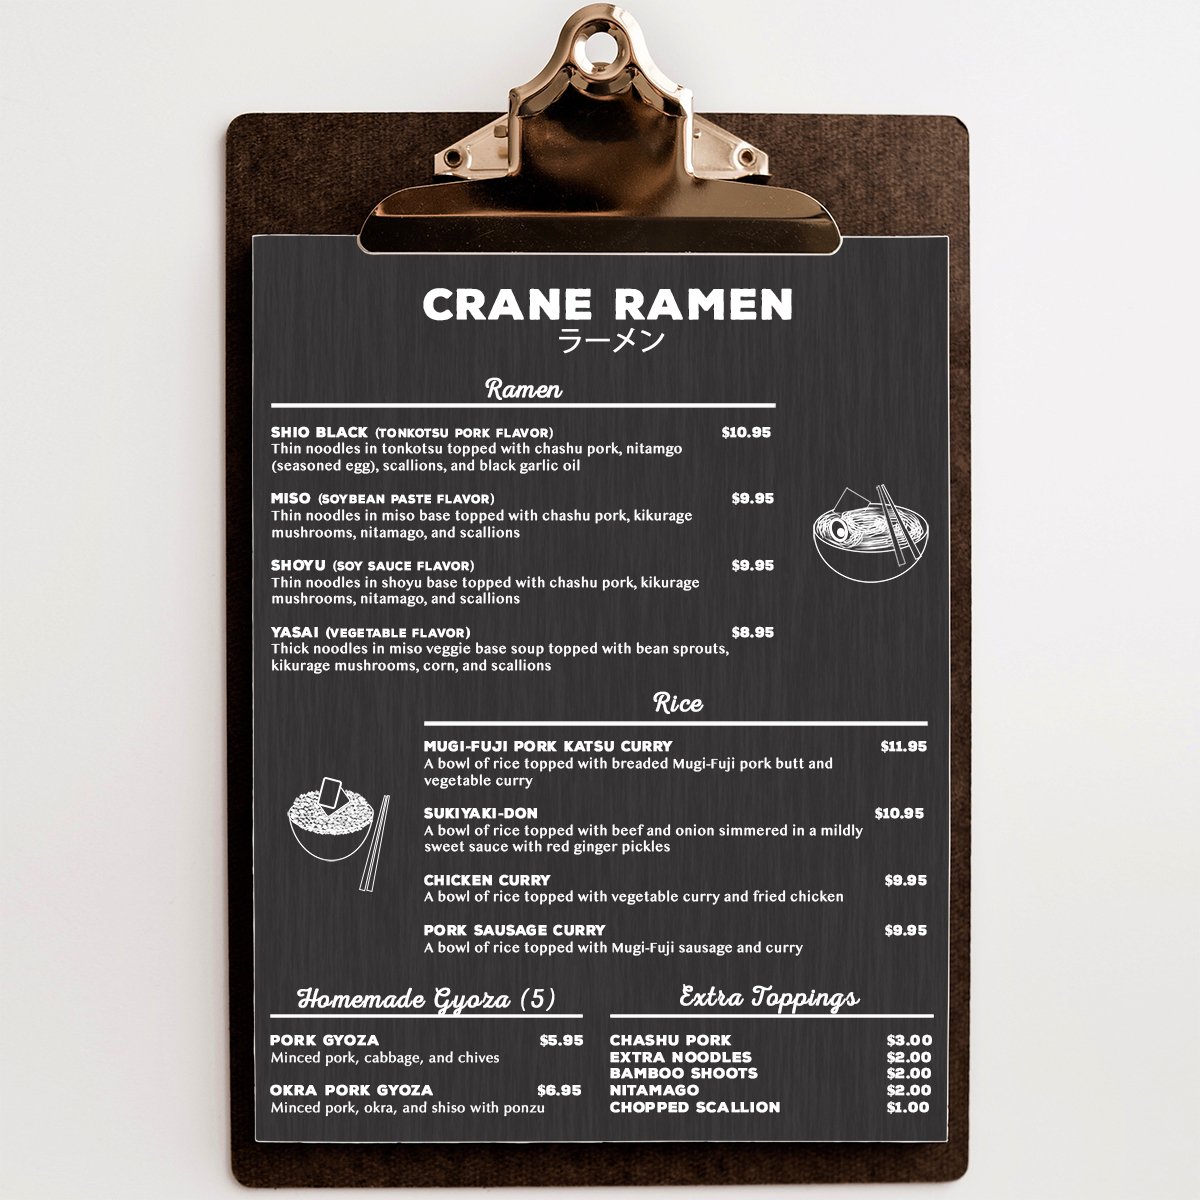 CRANE RAMEN
ラーメン
Ramen
SHIO BLACK (TONKOTSU PORK FLAVOR) $10.95
Thin noodles in tonkotsu topped with chashu pork, nitamgo
(seasoned egg), scallions, and black garlic oil
MISO (SOYBEAN PASTE FLAVOR) $9.95
Thin noodles in miso base topped with chashu pork, kikurage
mushrooms, nitamago, and scallions
SHOYU (SOY SAUCE FLAVOR) $9.95
Thin noodles in shoyu base topped with chashu pork, kikurage
mushrooms, nitamago, and scallions
YASAI (VEGETABLE FLAVOR) $8.95
Thick noodles in miso veggie base soup topped with bean sprouts,
kikurage mushrooms, corn, and scallions
Rice
MUGI-FUJI PORK KATSU CURRY $11.95
A bowl of rice topped with breaded Mugi-Fuji pork butt and
vegetable curry
SUKIYAKI-DON $10.95
A bowl of rice topped with beef and onion simmered in a mildly
sweet sauce with red ginger pickles
CHICKEN CURRY $9.95
A bowl of rice topped with vegetable curry and fried chicken
PORK SAUSAGE CURRY $9.95
A bowl of rice topped with Mugi-Fuji sausage and curry
Homemade Gyoza (5)
PORK GYOZA $5.95
Minced pork, cabbage, and chives
OKRA PORK GYOZA $6.95
Minced pork, okra, and shiso with ponzu
Extra Toppings
CHASHU PORK $3.00
EXTRA NOODLES $2.00
BAMBOO SHOOTS $2.00
NITAMAGO $2.00
CHOPPED SCALLION $1.00